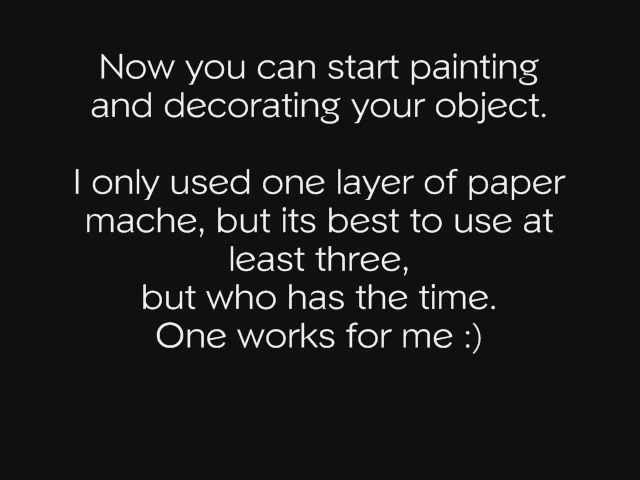 Now you can start painting
and decorating your object.
I only used one layer of paper
mache, but its best to use at
least three,
but who has the time.
One works for me :)